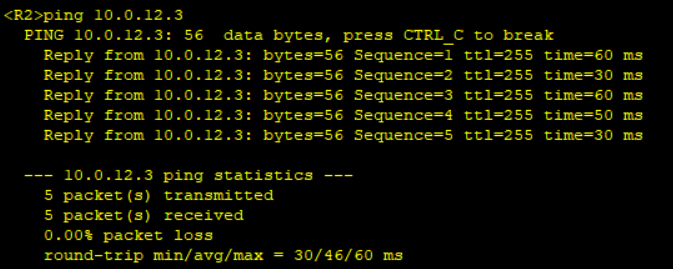 <R2>ping 10.0.12.3
PING 10.0.12.3: 56  data bytes, press CTRL_C to break
Reply from 10.0.12.3: bytes=56 Sequence=1 ttl=255 time=60 ms
Reply from 10.0.12.3: bytes=56 Sequence=2 ttl=255 time=30 ms
Reply from 10.0.12.3: bytes=56 Sequence=3 ttl=255 time=60 ms
Reply from 10.0.12.3: bytes=56 Sequence=4 ttl=255 time=50 ms
Reply from 10.0.12.3: bytes=56 Sequence=5 ttl=255 time=30 ms
--- 10.0.12.3 ping statistics ---
5 packet(s) transmitted
5 packet(s) received
0.00% packet loss
round-trip min/avg/max = 30/46/60 ms